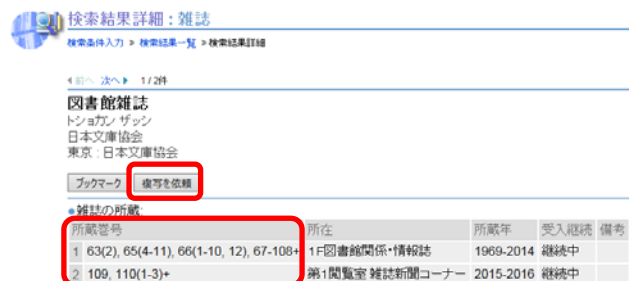 検索結果詳細：雑誌
検索条件入力 ▶ 検索結果一覧 ▶ 検索結果詳細
◀前へ 次へ▶ 1/2件
図書館雑誌
トショカン ザッシ
日本文庫協会
東京 : 日本文庫協会
ブックマーク 複写を依頼
●雑誌の所蔵:
所蔵巻号 所在 所蔵年 受入継続 備考
1 63(2), 65(4-11), 66(1-10, 12), 67-108+ 1F図書館関係・情報誌 1969-2014 継続中
2 109, 110(1-3)+ 第1閲覧室 雑誌新聞コーナー 2015-2016 継続中